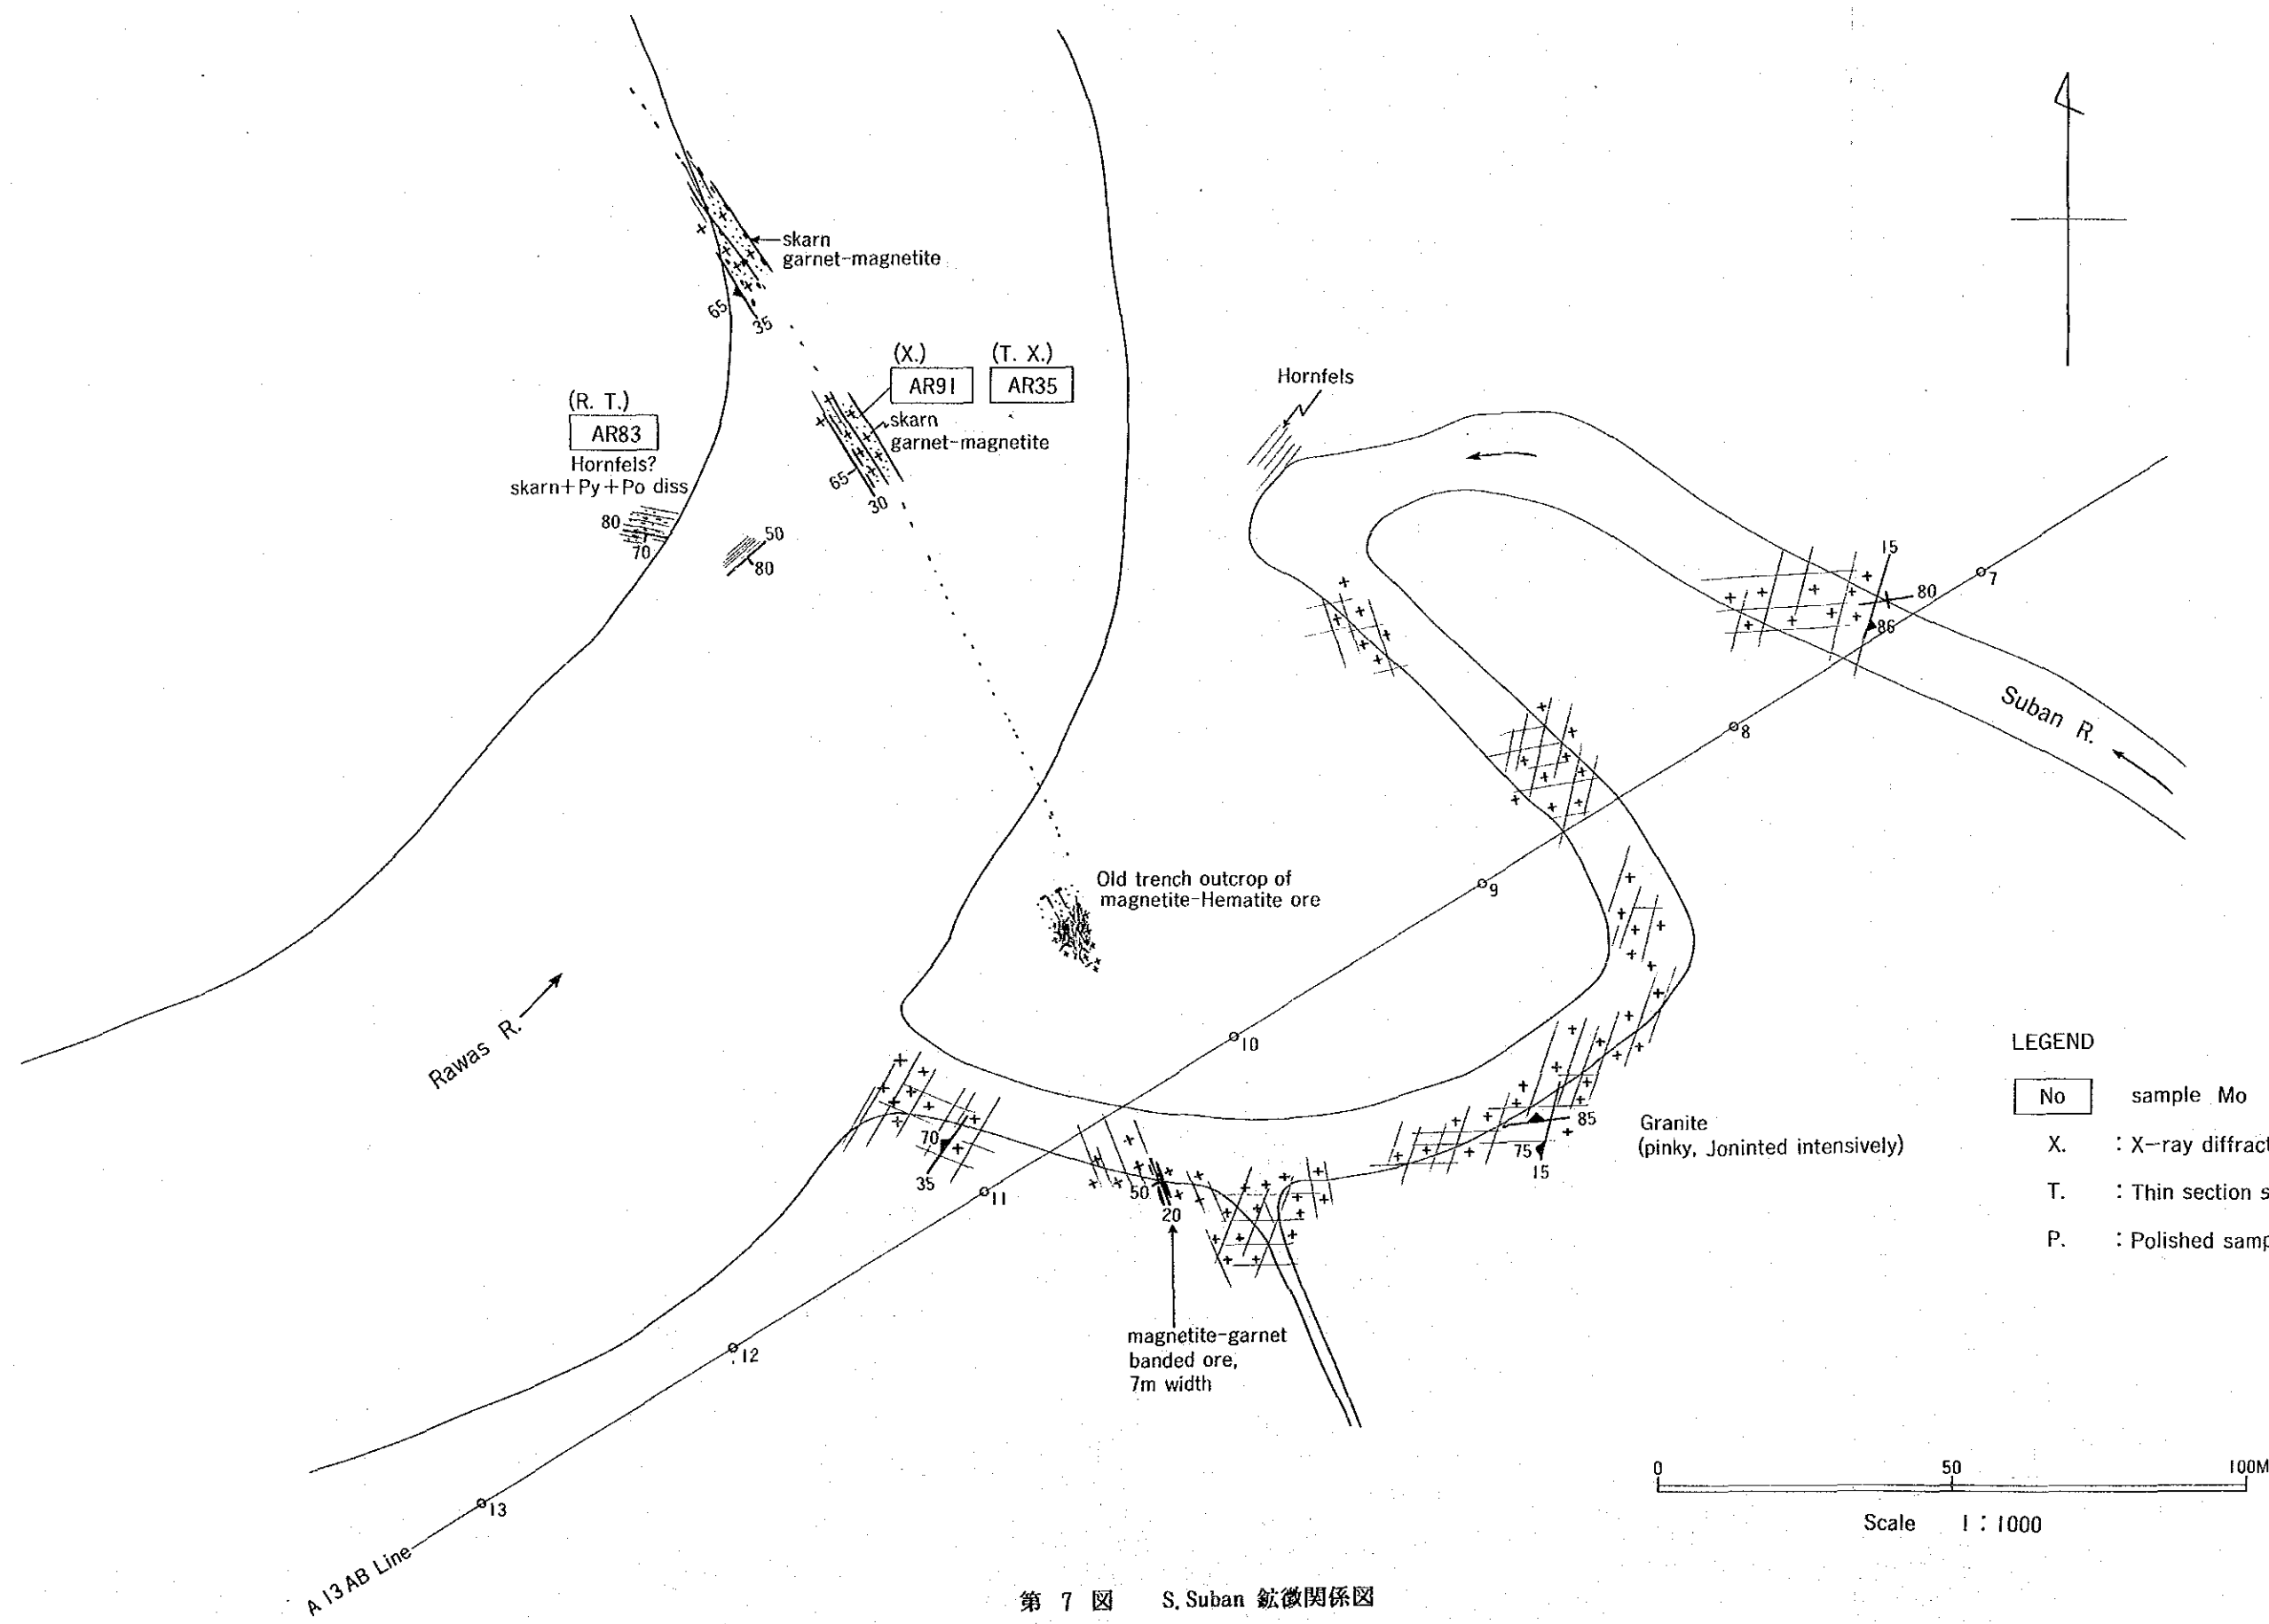 skarn
garnet-magnetite
65
35
(X.)
(T. X.)
AR91
AR35
skarn
garnet-magnetite
65
30
(R. T.)
AR83
Hornfels?
skarn+Py+Po diss
80
70
50
80
Hornfels
15
80
86
7
8
9
10
11
12
13
Suban R.
Rawas R.
Old trench outcrop of
magnetite-Hematite ore
70
35
50
20
85
75
15
Granite
(pinky, Joninted intensively)
magnetite-garnet
banded ore,
7m width
A 13 AB Line
LEGEND
No sample Mo
X. : X-ray diffract
T. : Thin section s
P. : Polished samp
0 50 100M
Scale 1 : 1000
第 7 図 S. Suban 鉱徴関係図